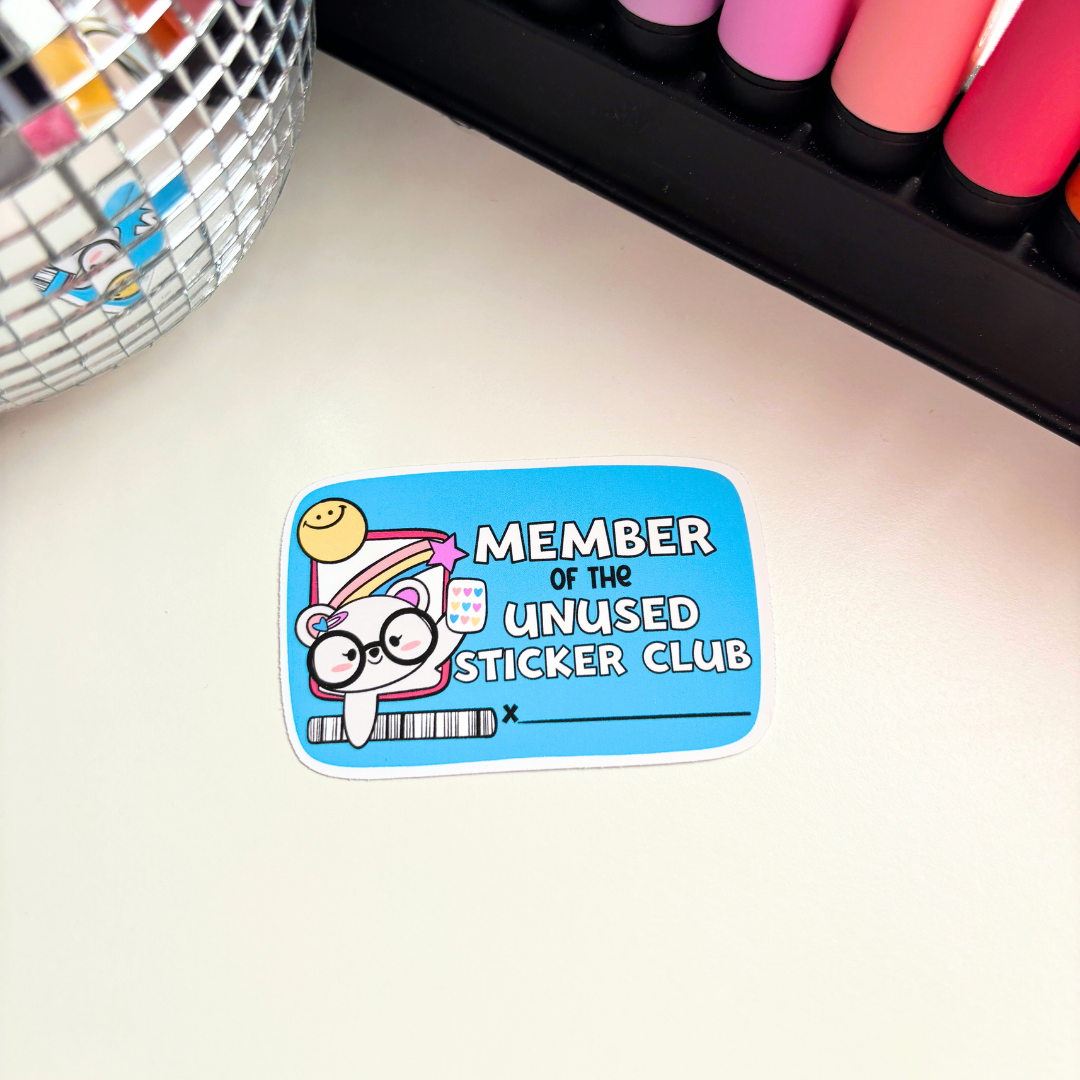 MEMBER
OF THE
UNUSED
STICKER CLUB
x